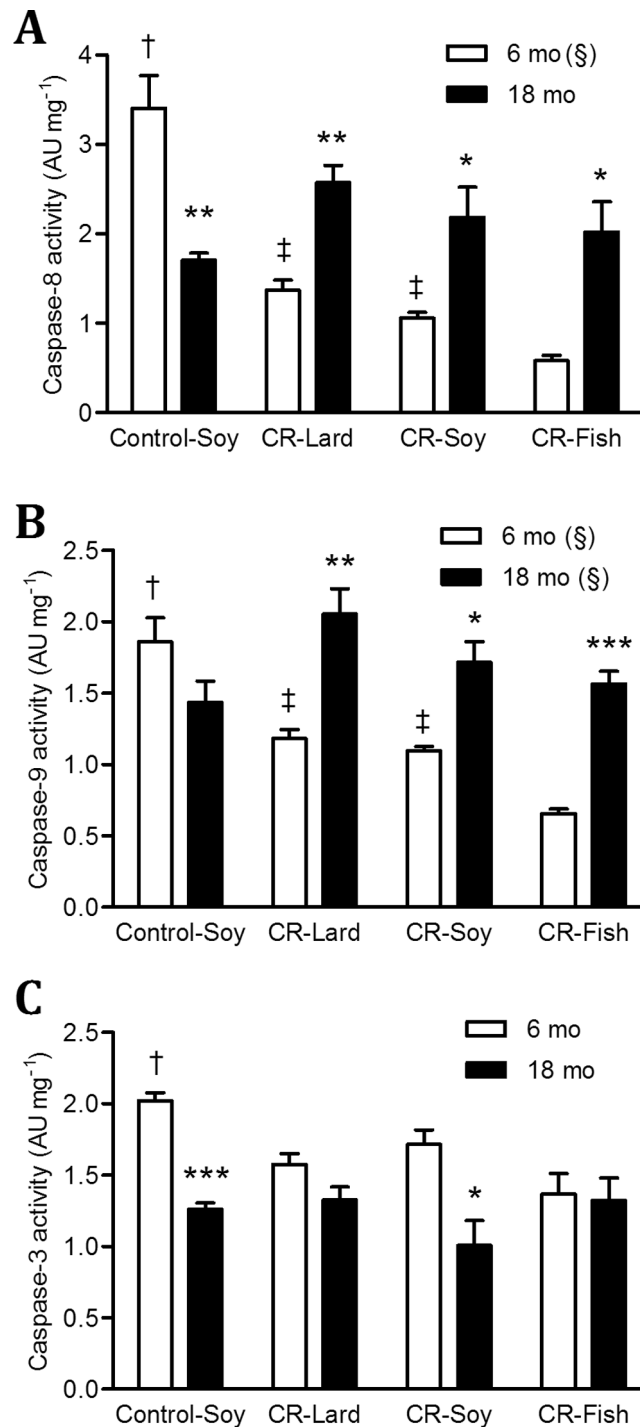 A
Caspase-8 activity (AU mg-1)
4
3
2
1
0
6 mo (§)
18 mo
†
**
‡
**
‡
*
*
Control-Soy CR-Lard CR-Soy CR-Fish
B
Caspase-9 activity (AU mg-1)
2.5
2.0
1.5
1.0
0.5
0.0
6 mo (§)
18 mo (§)
†
‡
**
‡
*
***
Control-Soy CR-Lard CR-Soy CR-Fish
C
Caspase-3 activity (AU mg-1)
2.5
2.0
1.5
1.0
0.5
0.0
6 mo
18 mo
†
***
*
Control-Soy CR-Lard CR-Soy CR-Fish